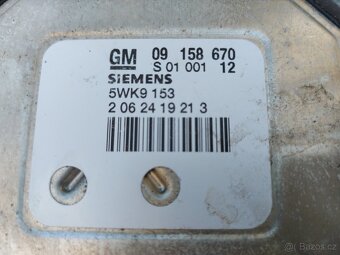 GM 09 158 670
S 01 001 12
SIEMENS
5WK9 153
2 06 24 19 21 3
bazos.cz